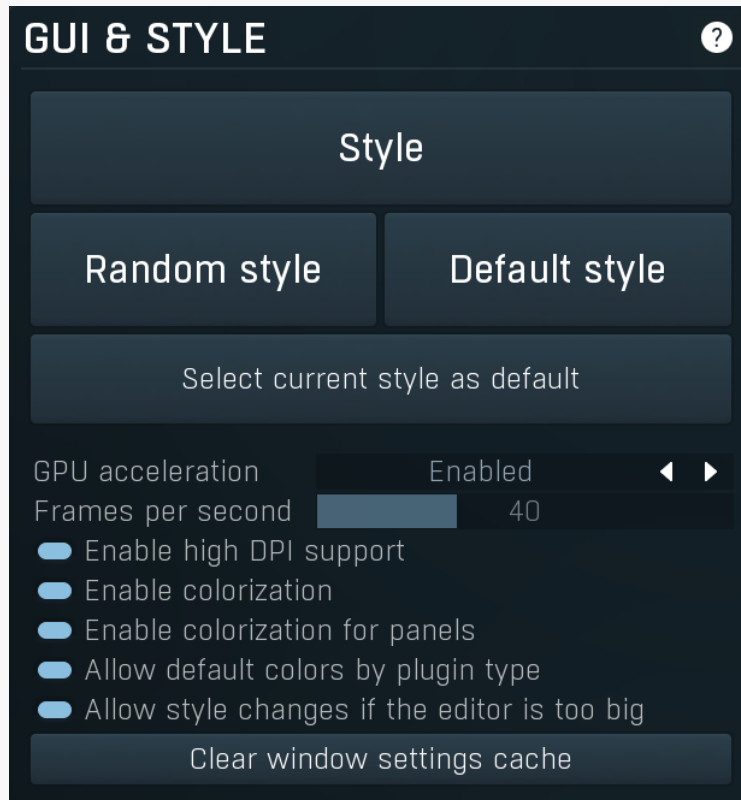 GUI & STYLE ?
Style
Random style Default style
Select current style as default
GPU acceleration Enabled
Frames per second 40
Enable high DPI support
Enable colorization
Enable colorization for panels
Allow default colors by plugin type
Allow style changes if the editor is too big
Clear window settings cache